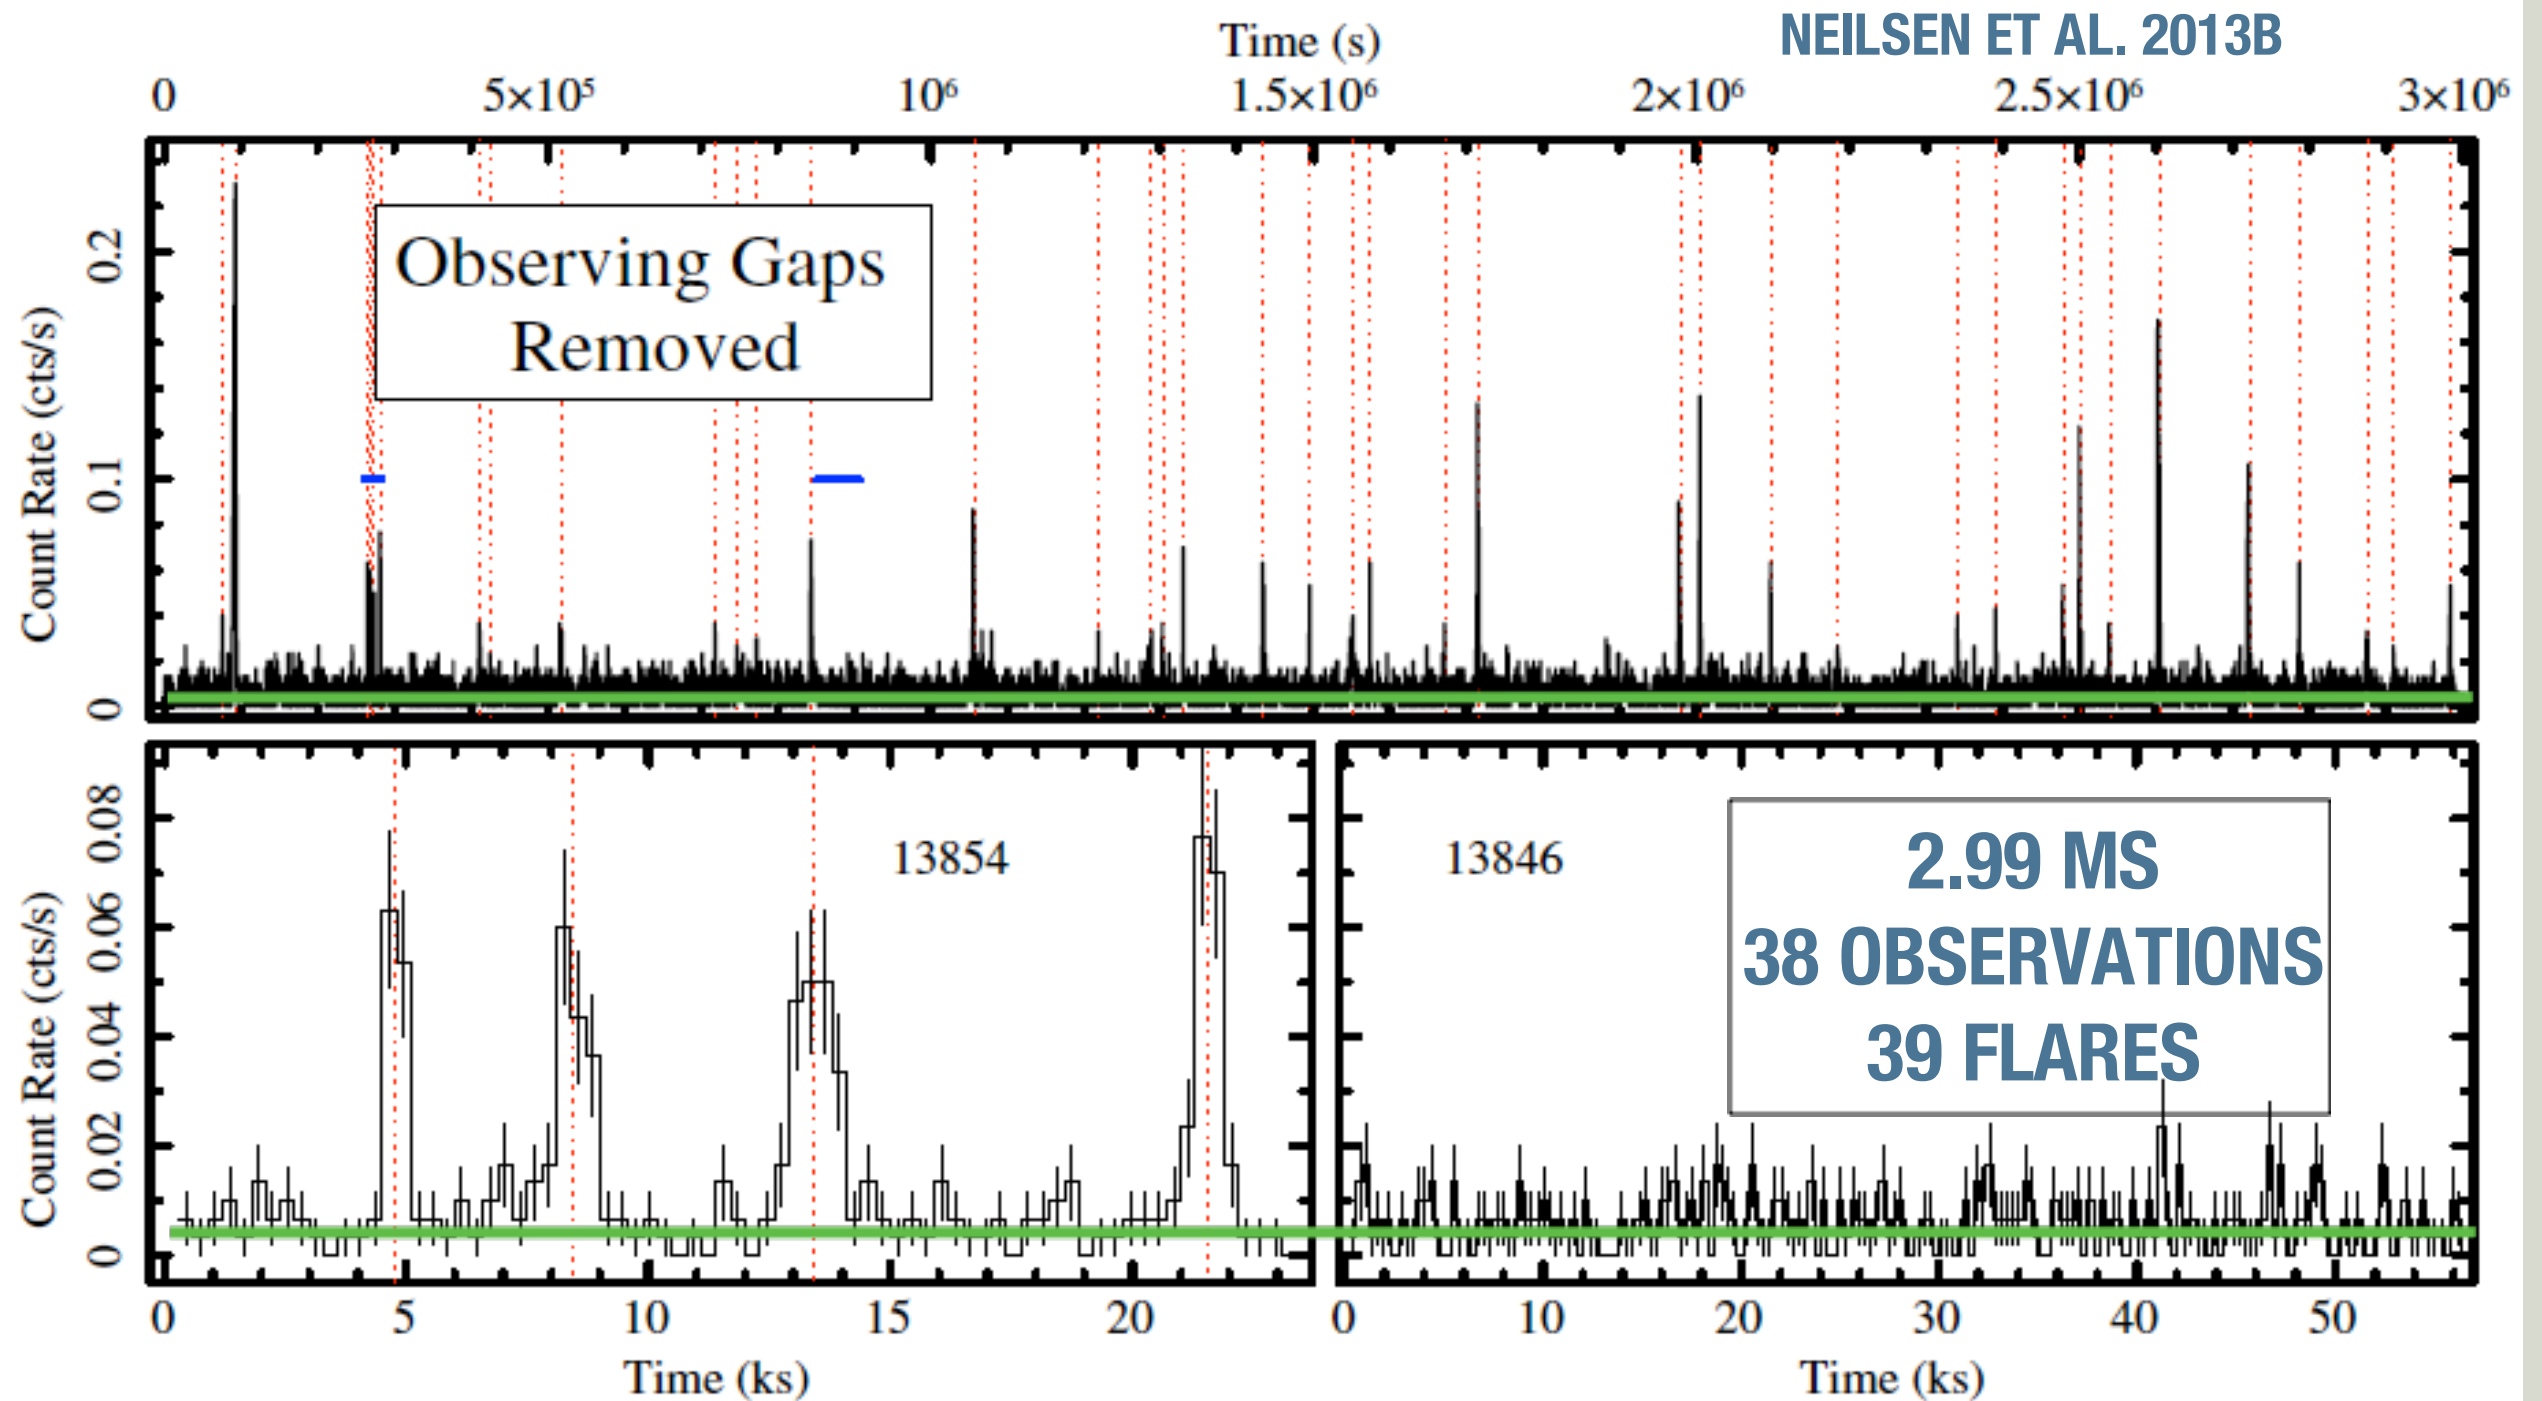 NEILSEN ET AL. 2013B
Time (s)
0 5×10⁵ 10⁶ 1.5×10⁶ 2×10⁶ 2.5×10⁶ 3×10⁶
Count Rate (cts/s)
0.2
0.1
0
Observing Gaps
Removed
Count Rate (cts/s)
0.08
0.06
0.04
0.02
0
13854
13846
2.99 MS
38 OBSERVATIONS
39 FLARES
0 5 10 15 20
0 10 20 30 40 50
Time (ks)
Time (ks)